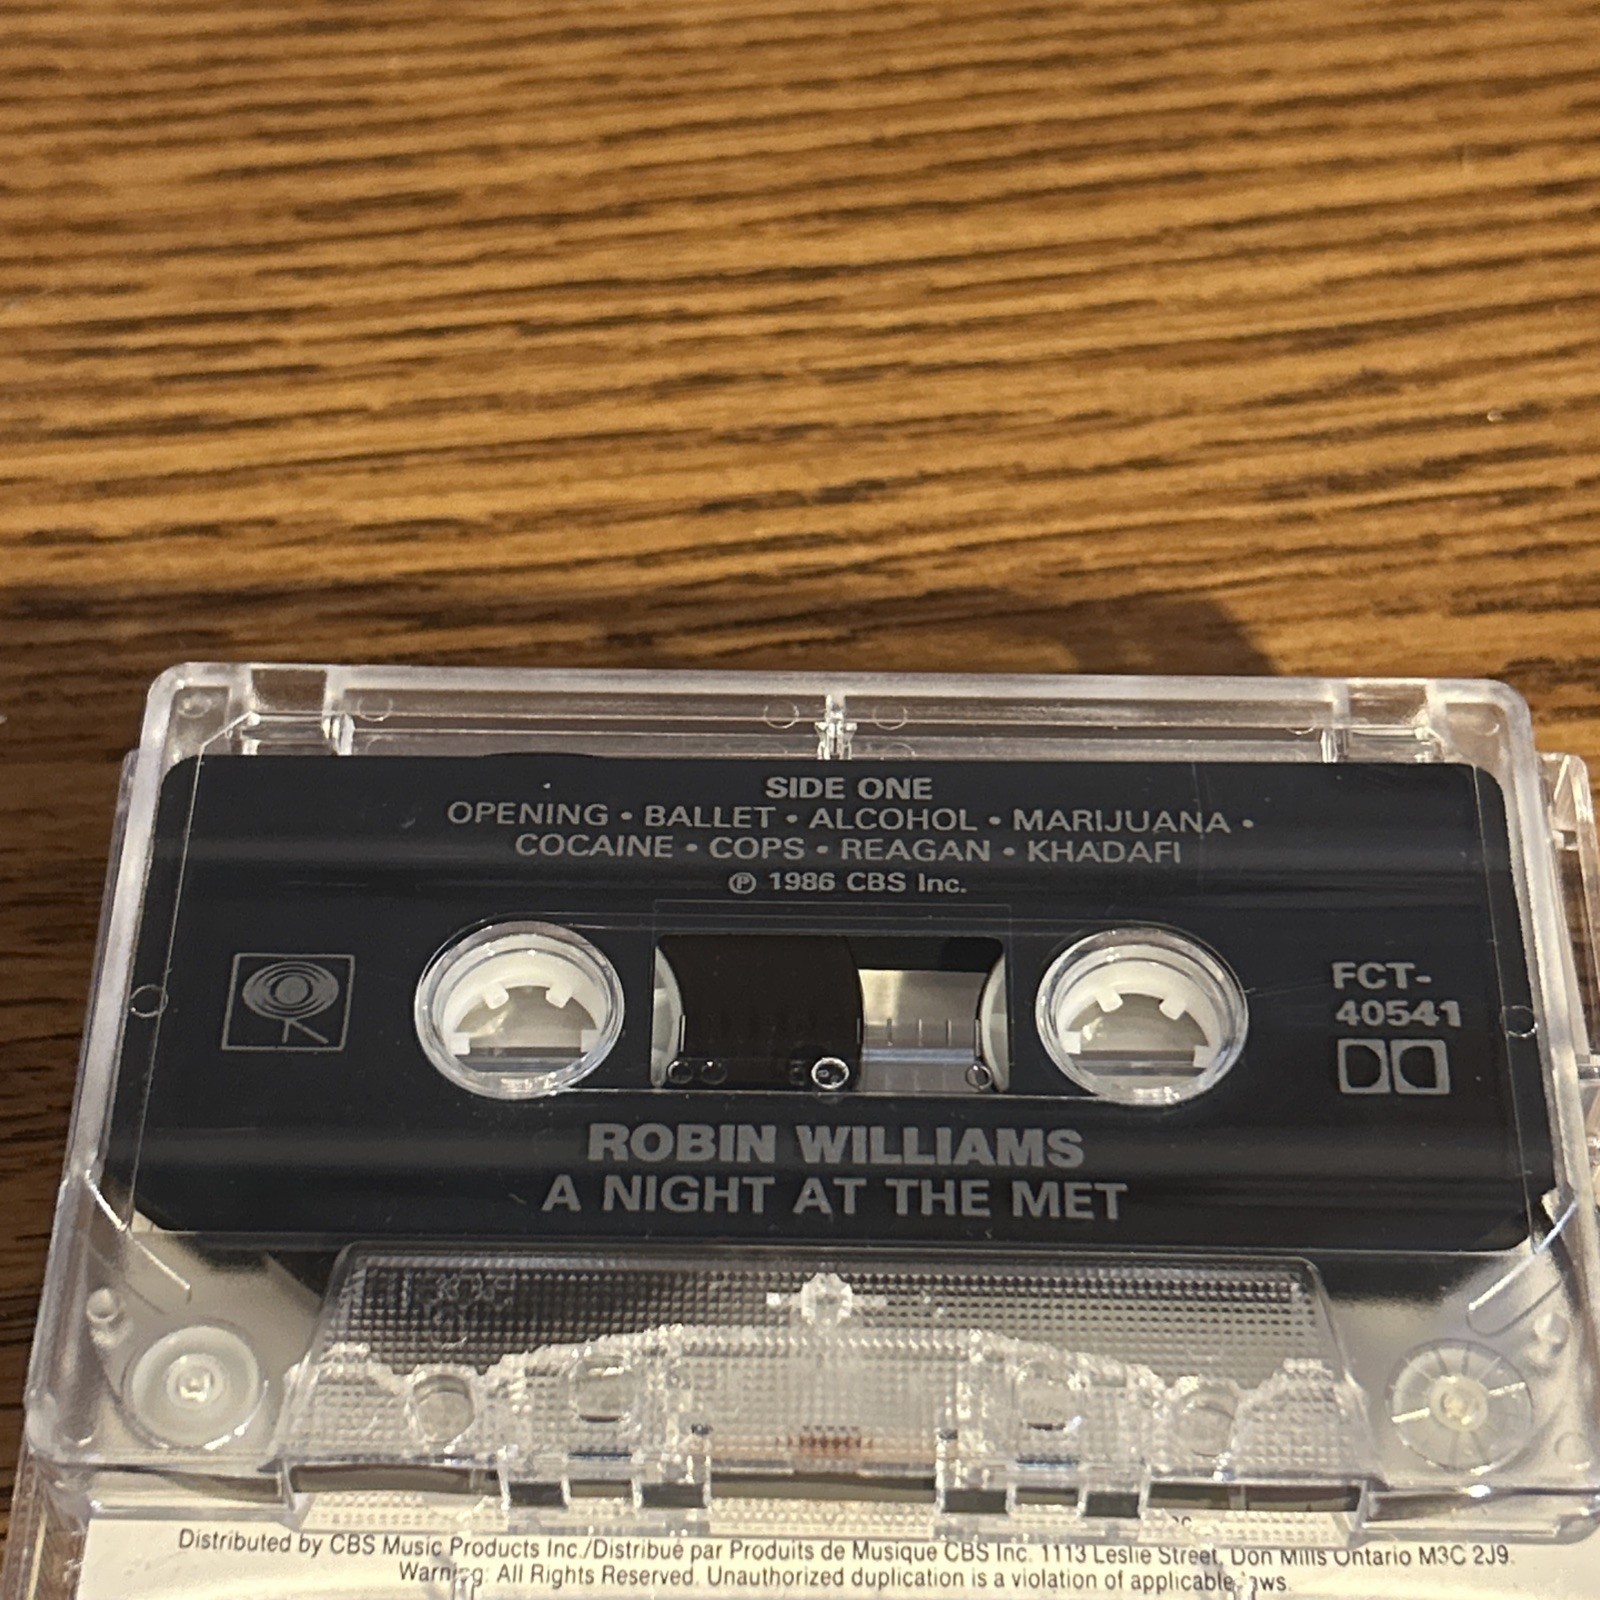 SIDE ONE
OPENING • BALLET • ALCOHOL • MARIJUANA •
COCAINE • COPS • REAGAN • KHADAFI
℗ 1986 CBS Inc.
FCT-
40541
ROBIN WILLIAMS
A NIGHT AT THE MET
Distributed by CBS Music Products Inc./Distribué par Produits de Musique CBS Inc. 1113 Leslie Street, Don Mills Ontario M3C 2J9.
All Rights Reserved. Unauthorized duplication is a violation of applicable